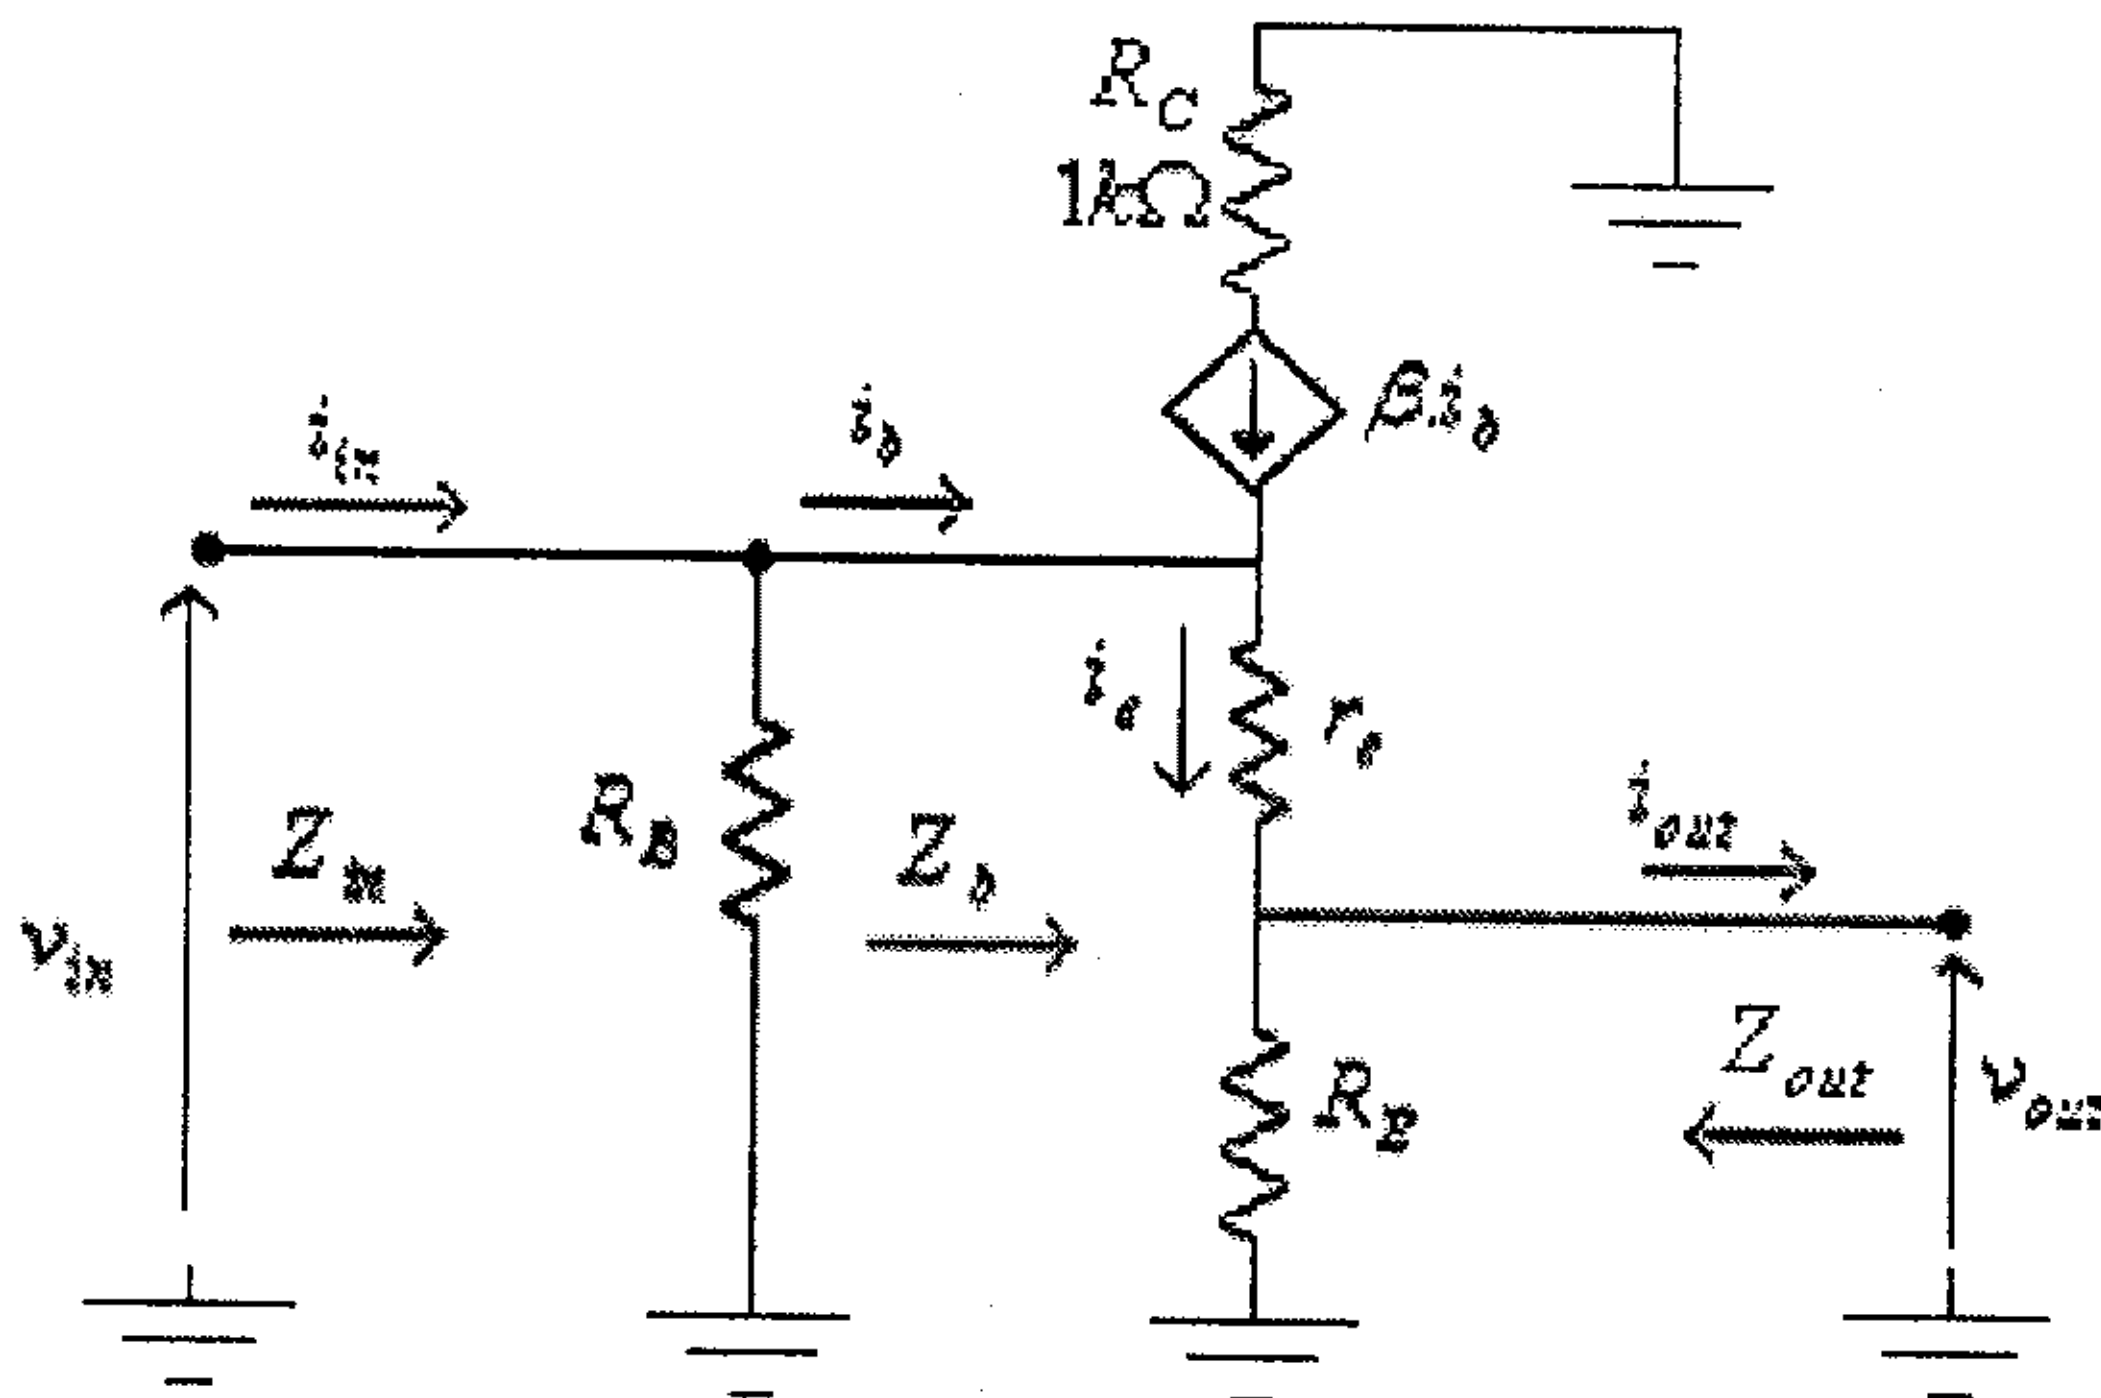 R_C
1kΩ
β.i_b
i_in
i_b
i_e
r_e
i_out
R_B
Z_in
Z_b
v_in
Z_out
R_E
v_out